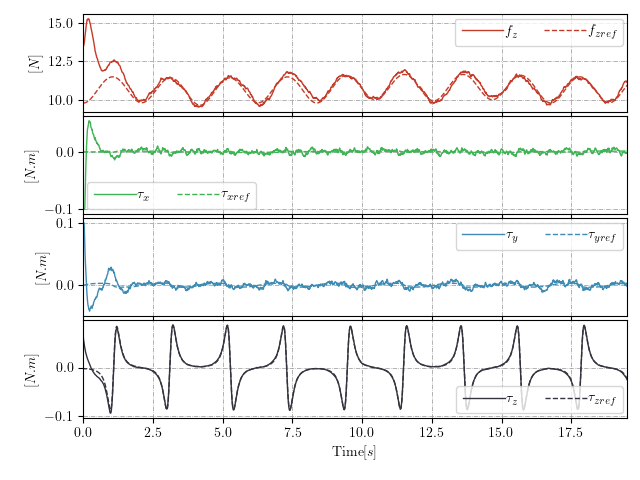 15.0
12.5
10.0
[N]
f_z f_zref
0.0
−0.1
[N.m]
τ_x τ_xref
0.1
0.0
[N.m]
τ_y τ_yref
0.0
−0.1
[N.m]
τ_z τ_zref
0.0 2.5 5.0 7.5 10.0 12.5 15.0 17.5
Time[s]